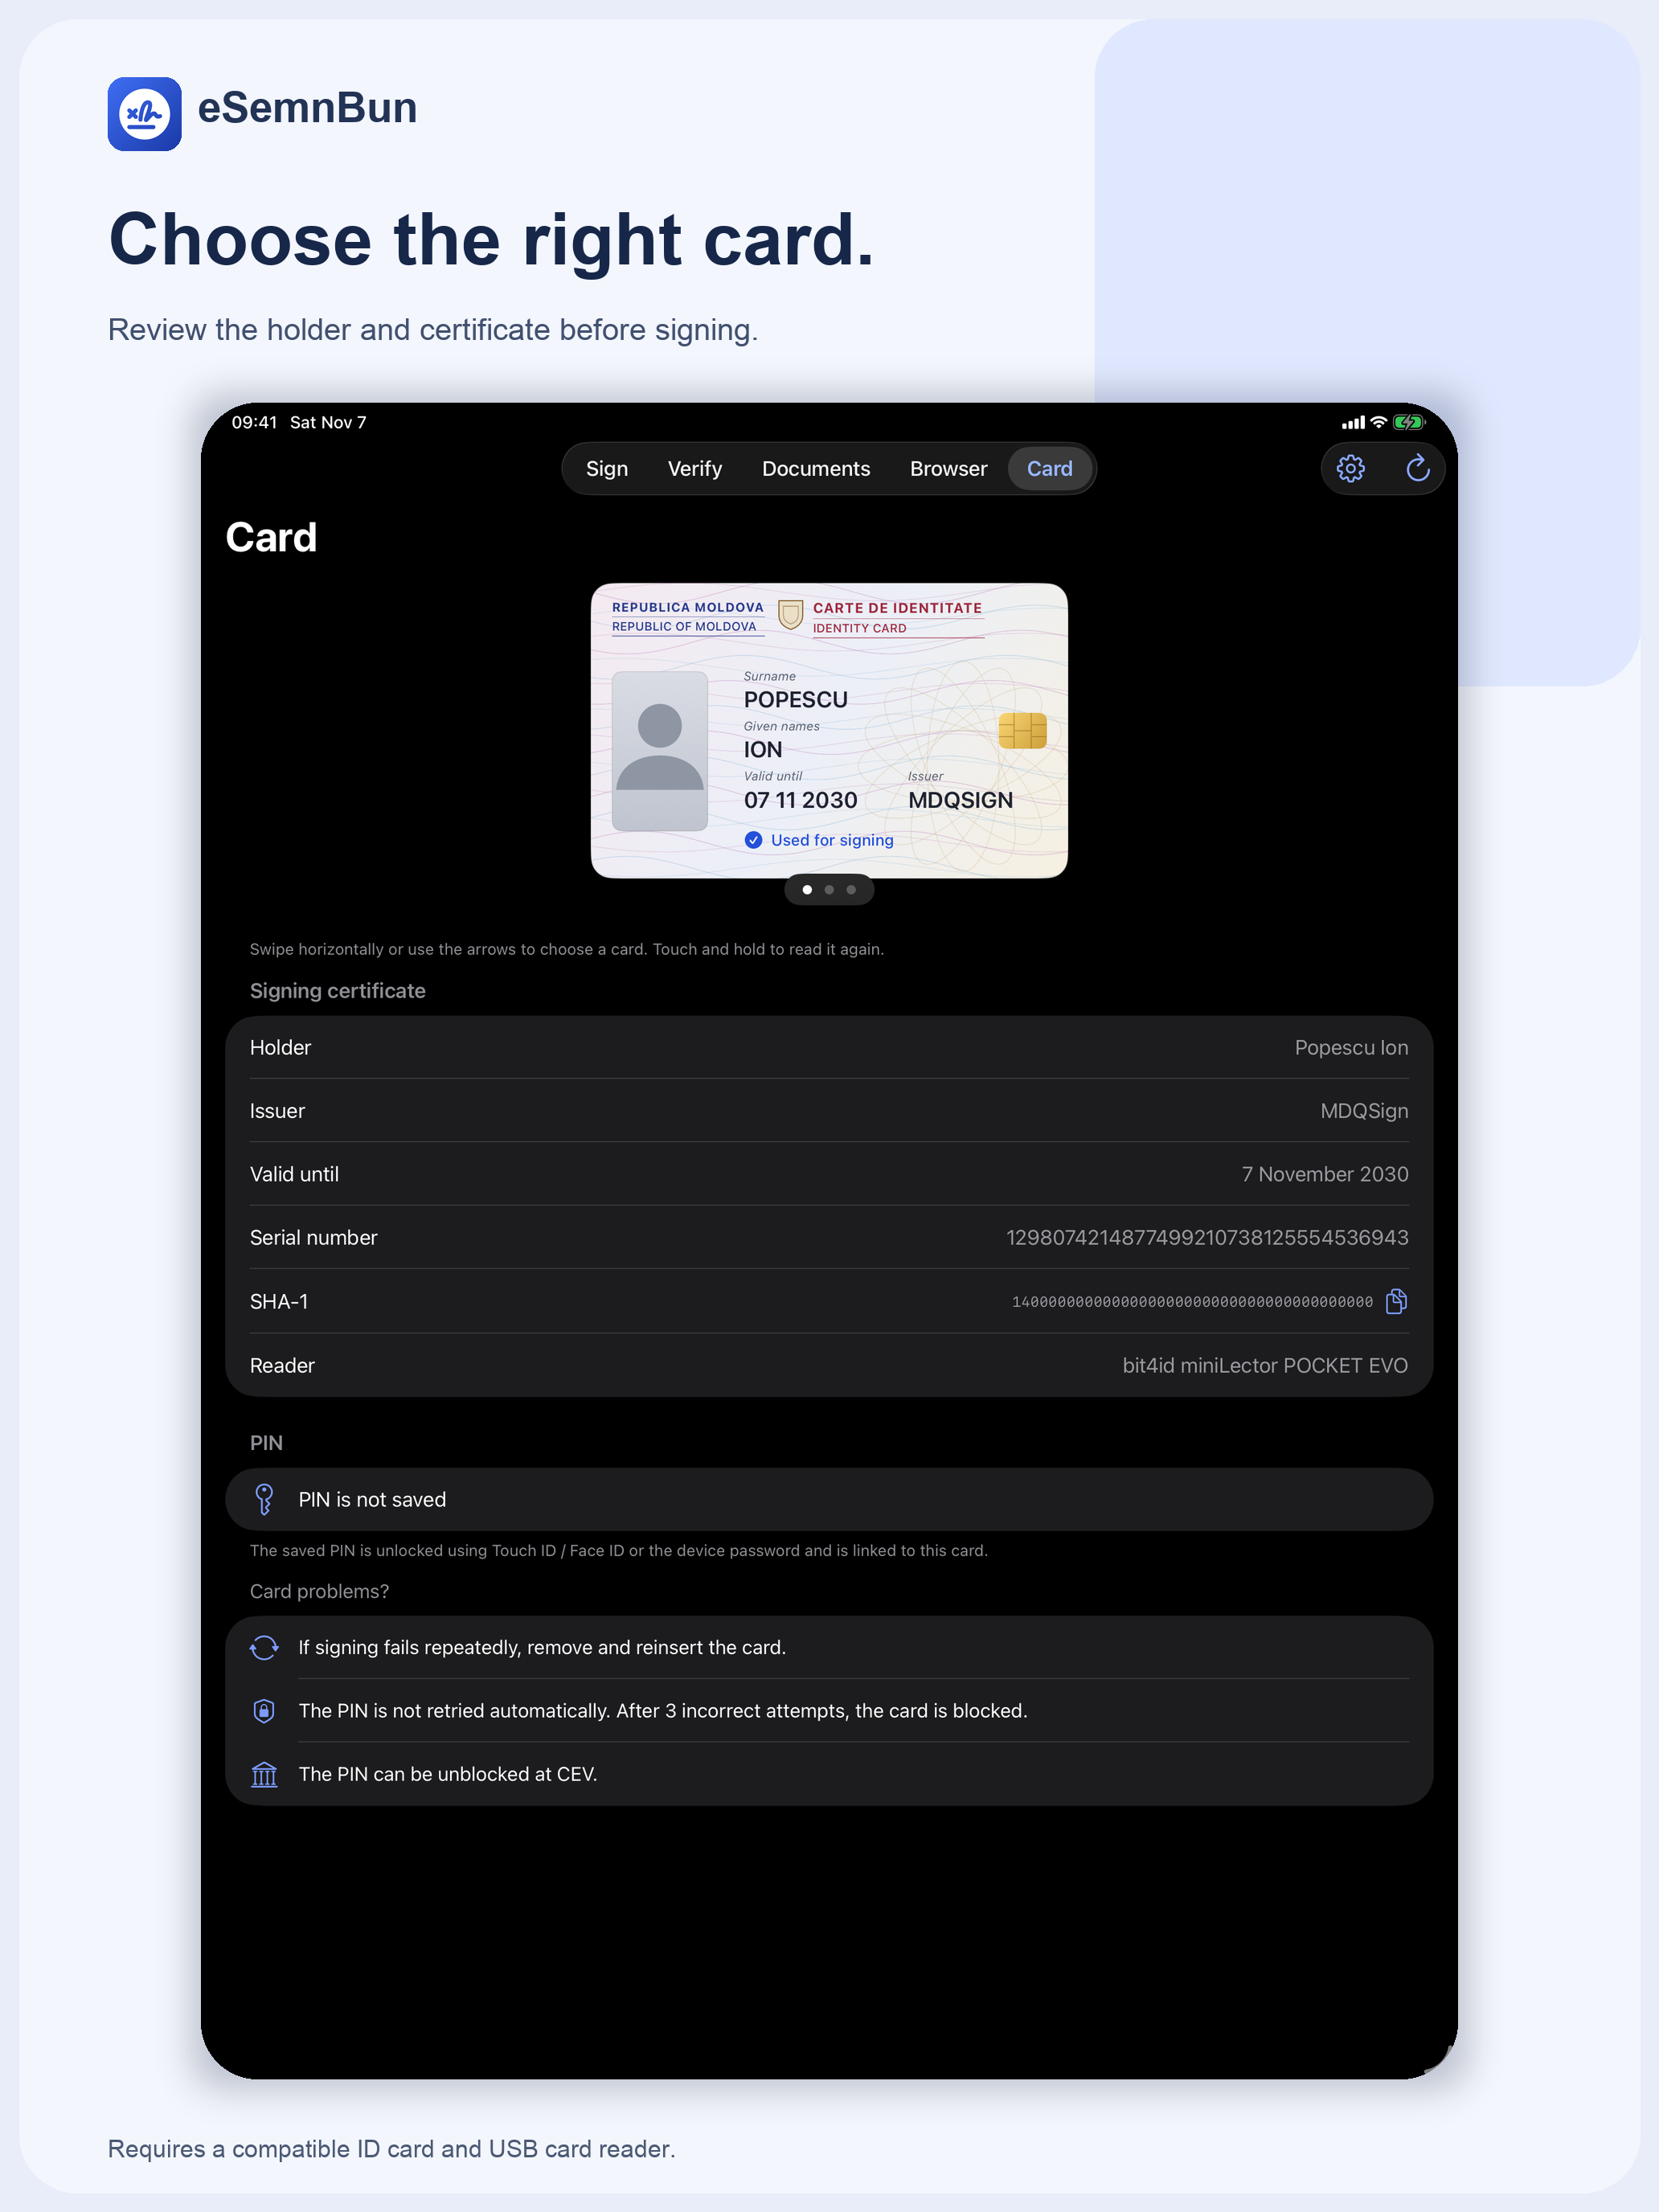 eSemnBun
Choose the right card.
Review the holder and certificate before signing.
09:41 Sat Nov 7
Sign Verify Documents Browser Card
Card
REPUBLICA MOLDOVA CARTE DE IDENTITATE
REPUBLIC OF MOLDOVA IDENTITY CARD
Surname
POPESCU
Given names
ION
Valid until Issuer
07 11 2030 MDQSIGN
Used for signing
Swipe horizontally or use the arrows to choose a card. Touch and hold to read it again.
Signing certificate
Holder Popescu Ion
Issuer MDQSign
Valid until 7 November 2030
Serial number 1298074214877499210738125554536943
SHA-1 1400000000000000000000000000000000000000
Reader bit4id miniLector POCKET EVO
PIN
PIN is not saved
The saved PIN is unlocked using Touch ID / Face ID or the device password and is linked to this card.
Card problems?
If signing fails repeatedly, remove and reinsert the card.
The PIN is not retried automatically. After 3 incorrect attempts, the card is blocked.
The PIN can be unblocked at CEV.
Requires a compatible ID card and USB card reader.